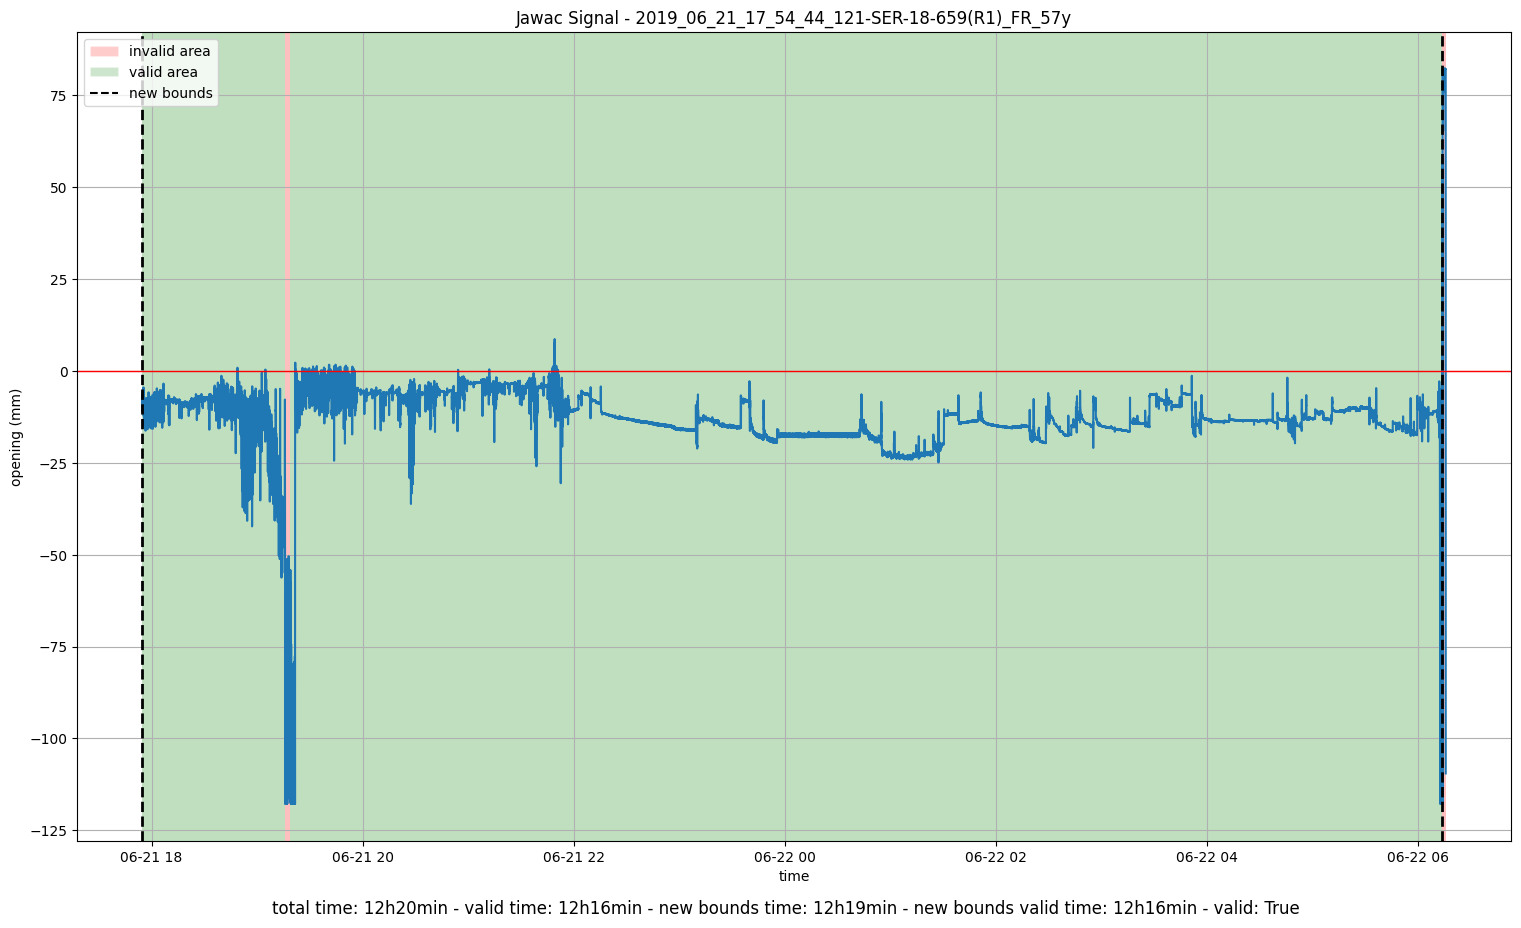 Jawac Signal - 2019_06_21_17_54_44_121-SER-18-659(R1)_FR_57y
invalid area
valid area
new bounds
75
50
25
0
−25
−50
−75
−100
−125
opening (mm)
06-21 18
06-21 20
06-21 22
06-22 00
06-22 02
06-22 04
06-22 06
time
total time: 12h20min - valid time: 12h16min - new bounds time: 12h19min - new bounds valid time: 12h16min - valid: True